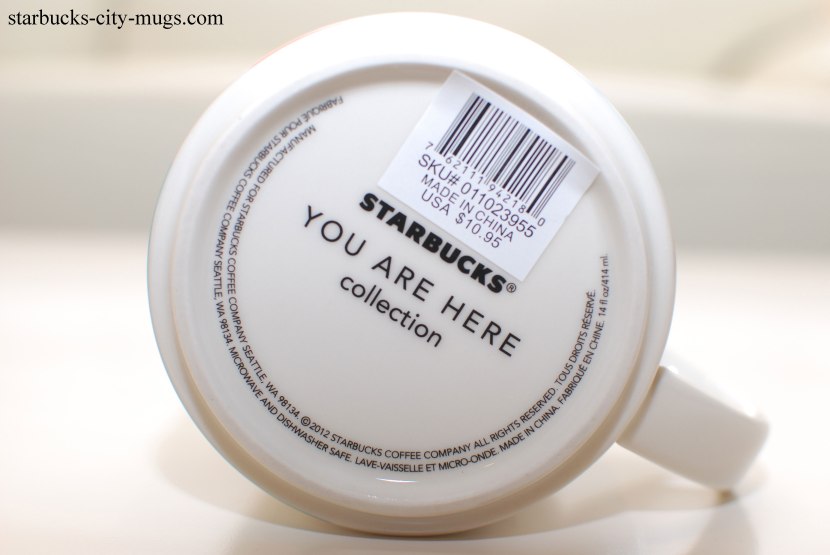 starbucks-city-mugs.com
7 62111 94218 0
SKU# 011023955
MADE IN CHINA
USA $10.95
STARBUCKS®
YOU ARE HERE
collection
MANUFACTURED FOR STARBUCKS COFFEE COMPANY SEATTLE, WA 98134. ©2012 STARBUCKS COFFEE COMPANY ALL RIGHTS RESERVED. TOUS DROITS RÉSERVÉ.
FABRIQUÉ POUR STARBUCKS COFFEE COMPANY SEATTLE, WA 98134. MICROWAVE AND DISHWASHER SAFE. LAVE-VAISSELLE ET MICRO-ONDE. MADE IN CHINA. FABRIQUÉ EN CHINE. 14 fl oz/414 ml.